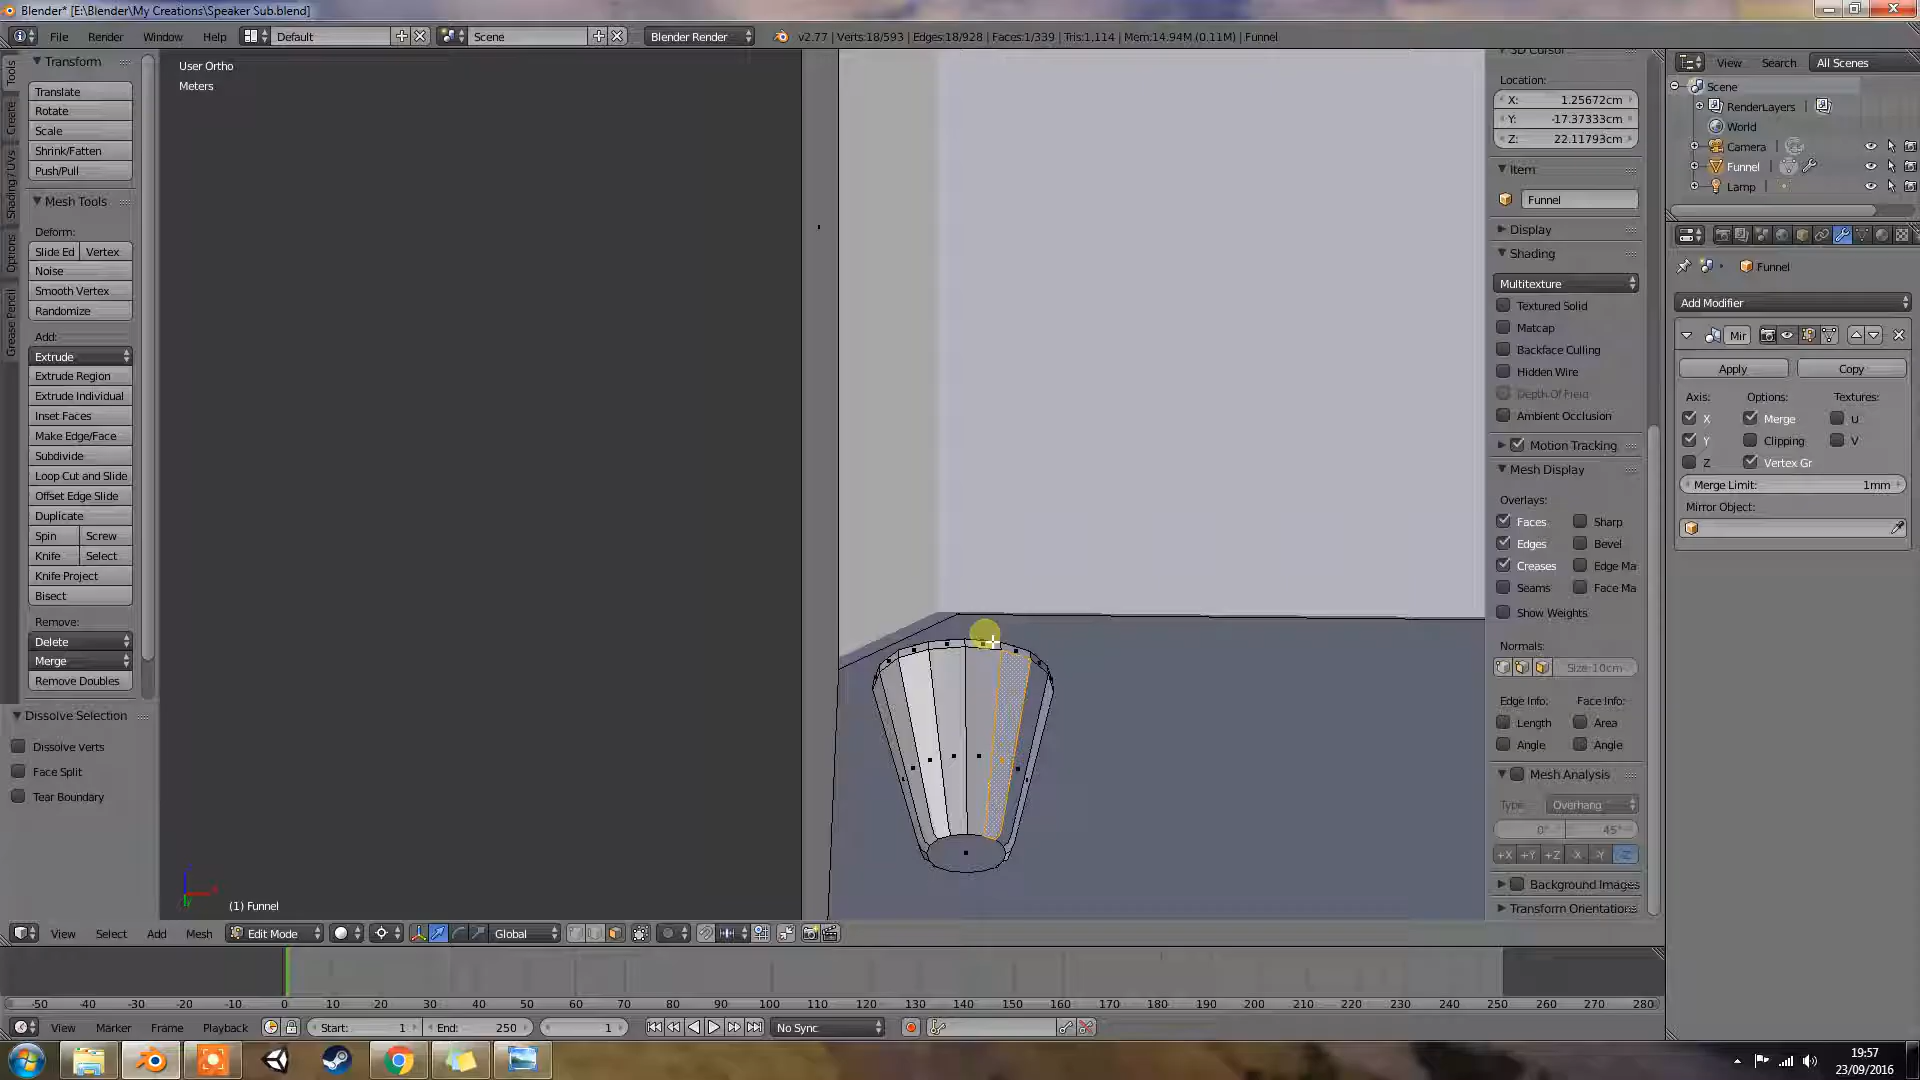 Blender* [E:\Blender\My Creations\Speaker Sub.blend]
File Render Window Help Default Scene Blender Render v2.77 | Verts:18/593 | Edges:18/928 | Faces:1/339 | Tris:1,114 | Mem:14.94M (0.11M) | Funnel
Tools
Create
Shading / UVs
Options
Grease Pencil
Transform
Translate
Rotate
Scale
Shrink/Fatten
Push/Pull
Mesh Tools
Deform:
Slide Ed Vertex
Noise
Smooth Vertex
Randomize
Add:
Extrude
Extrude Region
Extrude Individual
Inset Faces
Make Edge/Face
Subdivide
Loop Cut and Slide
Offset Edge Slide
Duplicate
Spin Screw
Knife Select
Knife Project
Bisect
Remove:
Delete
Merge
Remove Doubles
Dissolve Selection
Dissolve Verts
Face Split
Tear Boundary
User Ortho
Meters
(1) Funnel
3D Cursor
Location:
X: 1.25672cm
Y: -17.37333cm
Z: 22.11793cm
Item
Funnel
Display
Shading
Multitexture
Textured Solid
Matcap
Backface Culling
Hidden Wire
Depth Of Field
Ambient Occlusion
Motion Tracking
Mesh Display
Overlays:
Faces Sharp
Edges Bevel
Creases Edge Ma
Seams Face Ma
Show Weights
Normals:
Size:10cm
Edge Info: Face Info:
Length Area
Angle Angle
Mesh Analysis
Type: Overhang
0° 45°
+X +Y +Z -X -Y -Z
Background Images
Transform Orientations
View Search All Scenes
Scene
RenderLayers
World
Camera
Funnel
Lamp
Funnel
Add Modifier
Mir
Apply Copy
Axis: Options: Textures:
X Merge U
Y Clipping V
Z Vertex Gr
Merge Limit: 1mm
Mirror Object:
View Select Add Mesh Edit Mode Global
-50 -40 -30 -20 -10 0 10 20 30 40 50 60 70 80 90 100 110 120 130 140 150 160 170 180 190 200 210 220 230 240 250 260 270 280
View Marker Frame Playback Start: 1 End: 250 1 No Sync
19:57
23/09/2016